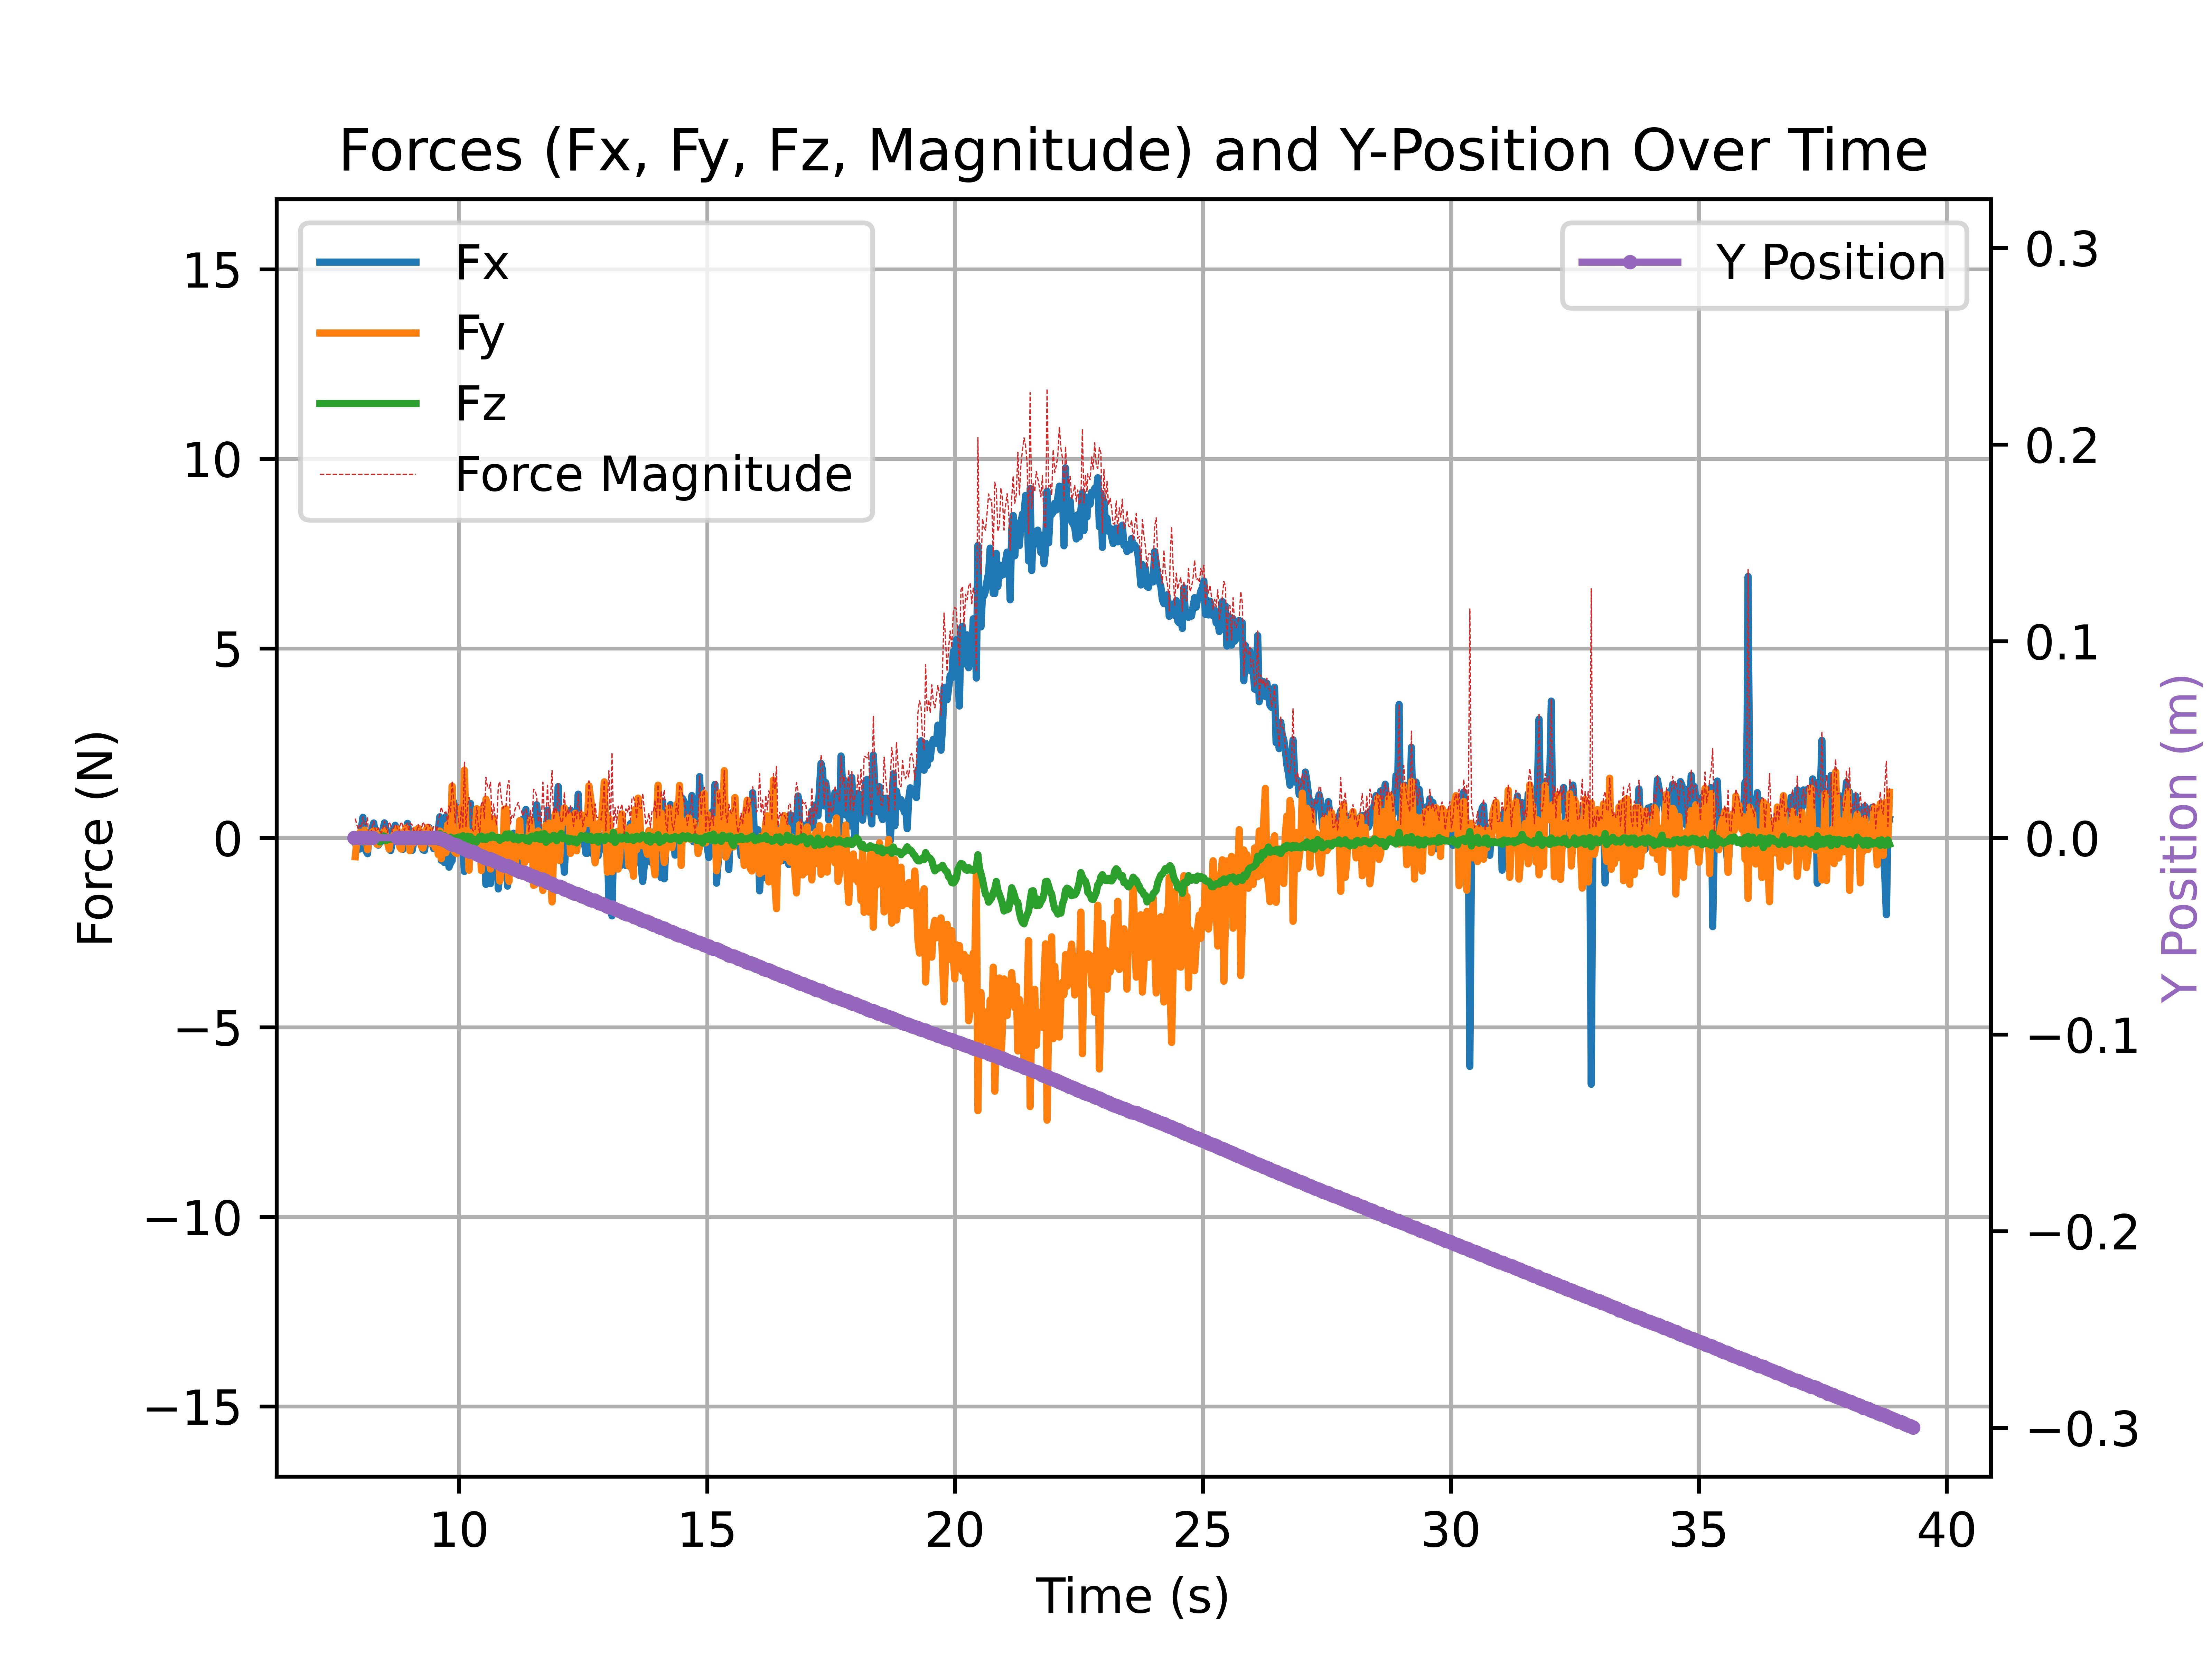 Forces (Fx, Fy, Fz, Magnitude) and Y-Position Over Time
Fx
Fy
Fz
Force Magnitude
Y Position
15
10
5
0
−5
−10
−15
Force (N)
0.3
0.2
0.1
0.0
−0.1
−0.2
−0.3
Y Position (m)
10 15 20 25 30 35 40
Time (s)